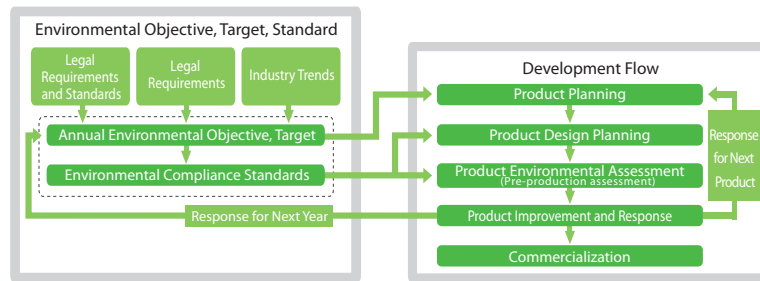 Environmental Objective, Target, Standard
Legal
Requirements
and Standards
Legal
Requirements
Industry Trends
Annual Environmental Objective, Target
Environmental Compliance Standards
Response for Next Year
Development Flow
Product Planning
Product Design Planning
Product Environmental Assessment
(Pre-production assessment)
Product Improvement and Response
Commercialization
Response
for Next
Product